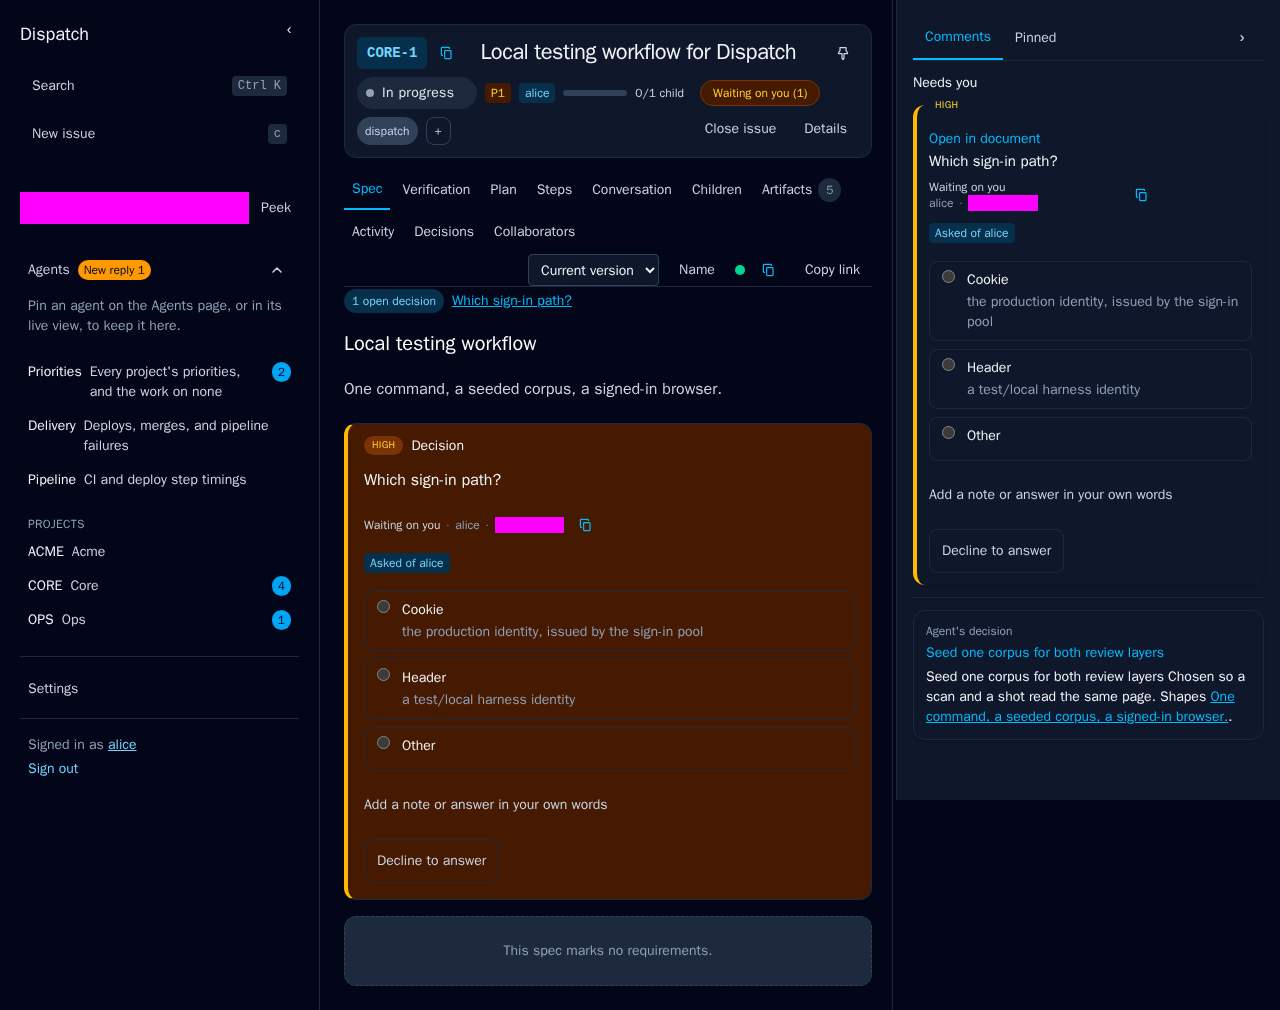 Dispatch
Search
Ctrl K
New issue
C
Peek
Agents
New reply 1
Pin an agent on the Agents page, or in its
live view, to keep it here.
Priorities
Every project's priorities,
and the work on none
2
Delivery
Deploys, merges, and pipeline
failures
Pipeline
CI and deploy step timings
PROJECTS
ACME Acme
CORE Core
4
OPS Ops
1
Settings
Signed in as alice
Sign out
CORE-1
Local testing workflow for Dispatch
In progress
P1
alice
0/1 child
Waiting on you (1)
dispatch
+
Close issue
Details
Spec
Verification
Plan
Steps
Conversation
Children
Artifacts
5
Activity
Decisions
Collaborators
Current version
Name
Copy link
1 open decision
Which sign-in path?
Local testing workflow
One command, a seeded corpus, a signed-in browser.
HIGH
Decision
Which sign-in path?
Waiting on you · alice ·
Asked of alice
Cookie
the production identity, issued by the sign-in pool
Header
a test/local harness identity
Other
Add a note or answer in your own words
Decline to answer
This spec marks no requirements.
Comments
Pinned
Needs you
HIGH
Open in document
Which sign-in path?
Waiting on you
alice ·
Asked of alice
Cookie
the production identity, issued by the sign-in
pool
Header
a test/local harness identity
Other
Add a note or answer in your own words
Decline to answer
Agent's decision
Seed one corpus for both review layers
Seed one corpus for both review layers Chosen so a
scan and a shot read the same page. Shapes One
command, a seeded corpus, a signed-in browser..